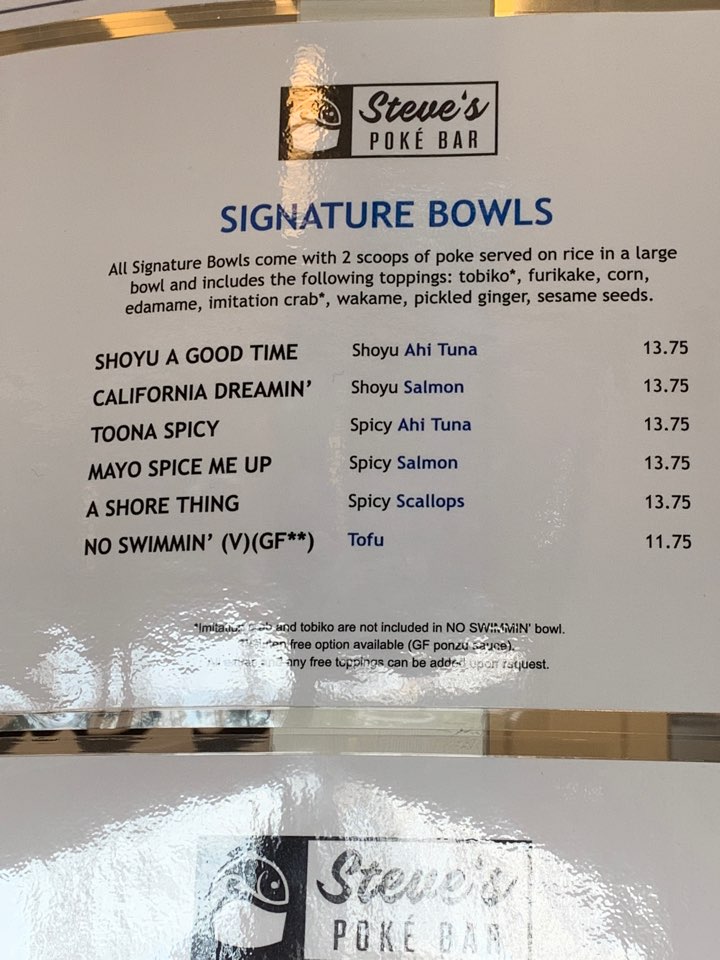 Steve's
POKÉ BAR
SIGNATURE BOWLS
All Signature Bowls come with 2 scoops of poke served on rice in a large
bowl and includes the following toppings: tobiko*, furikake, corn,
edamame, imitation crab*, wakame, pickled ginger, sesame seeds.
SHOYU A GOOD TIME Shoyu Ahi Tuna 13.75
CALIFORNIA DREAMIN' Shoyu Salmon 13.75
TOONA SPICY Spicy Ahi Tuna 13.75
MAYO SPICE ME UP Spicy Salmon 13.75
A SHORE THING Spicy Scallops 13.75
NO SWIMMIN' (V)(GF**) Tofu 11.75
*Imitation crab and tobiko are not included in NO SWIMMIN' bowl.
free option available (GF ponzu sauce).
and any free toppings can be added upon request.
Steve's
POKÉ BAR